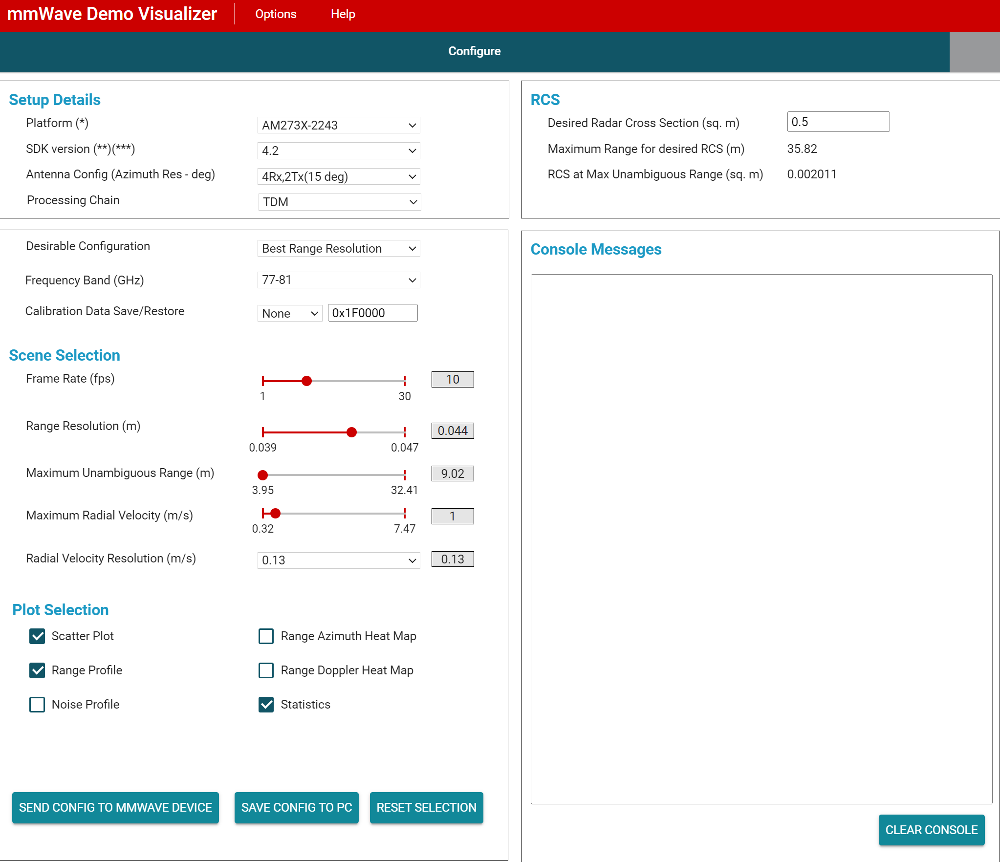 mmWave Demo Visualizer
Options
Help
Configure
Setup Details
Platform (*)
AM273X-2243
SDK version (**)(***)
4.2
Antenna Config (Azimuth Res - deg)
4Rx,2Tx(15 deg)
Processing Chain
TDM
RCS
Desired Radar Cross Section (sq. m)
0.5
Maximum Range for desired RCS (m)
35.82
RCS at Max Unambiguous Range (sq. m)
0.002011
Desirable Configuration
Best Range Resolution
Frequency Band (GHz)
77-81
Calibration Data Save/Restore
None
0x1F0000
Scene Selection
Frame Rate (fps)
1
30
10
Range Resolution (m)
0.039
0.047
0.044
Maximum Unambiguous Range (m)
3.95
32.41
9.02
Maximum Radial Velocity (m/s)
0.32
7.47
1
Radial Velocity Resolution (m/s)
0.13
0.13
Plot Selection
Scatter Plot
Range Azimuth Heat Map
Range Profile
Range Doppler Heat Map
Noise Profile
Statistics
SEND CONFIG TO MMWAVE DEVICE
SAVE CONFIG TO PC
RESET SELECTION
Console Messages
CLEAR CONSOLE